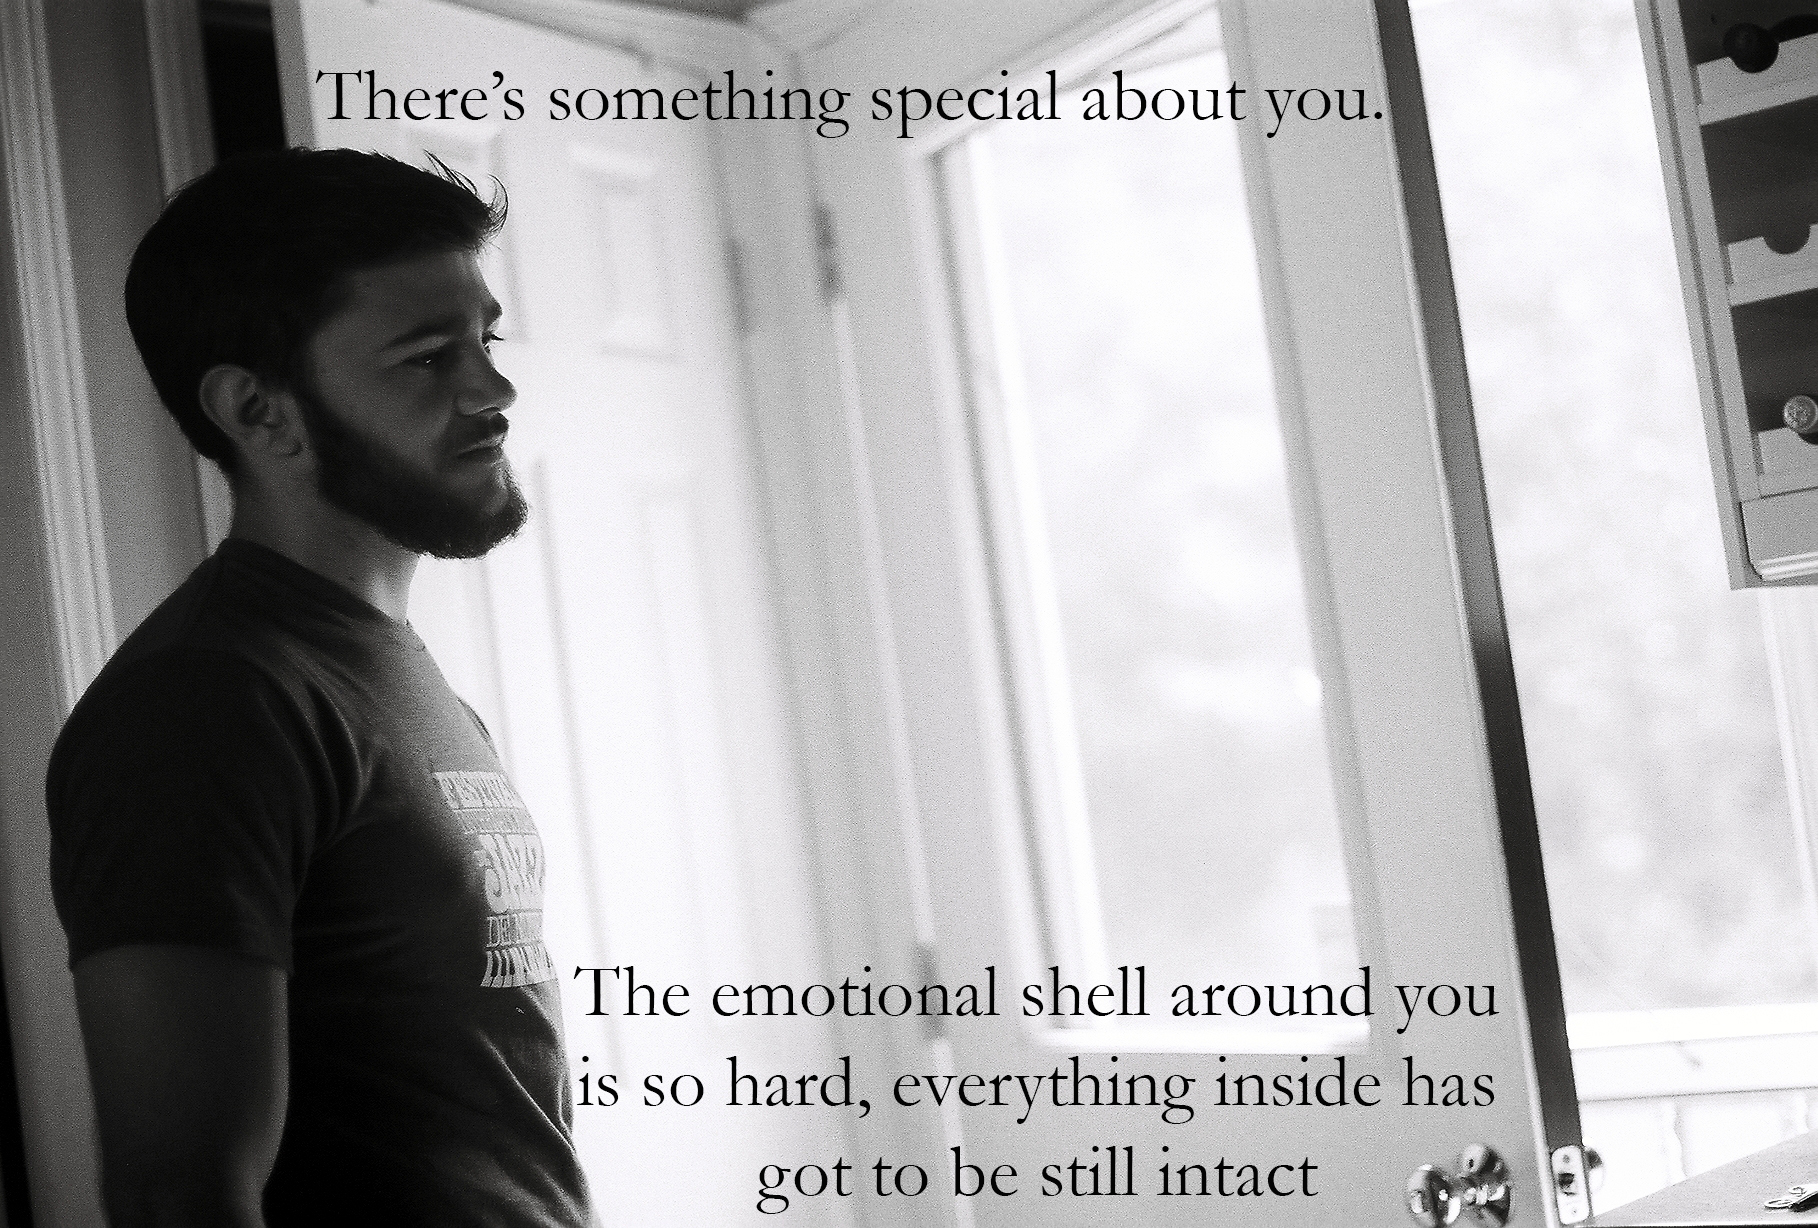 There’s something special about you.
The emotional shell around you
is so hard, everything inside has
got to be still intact